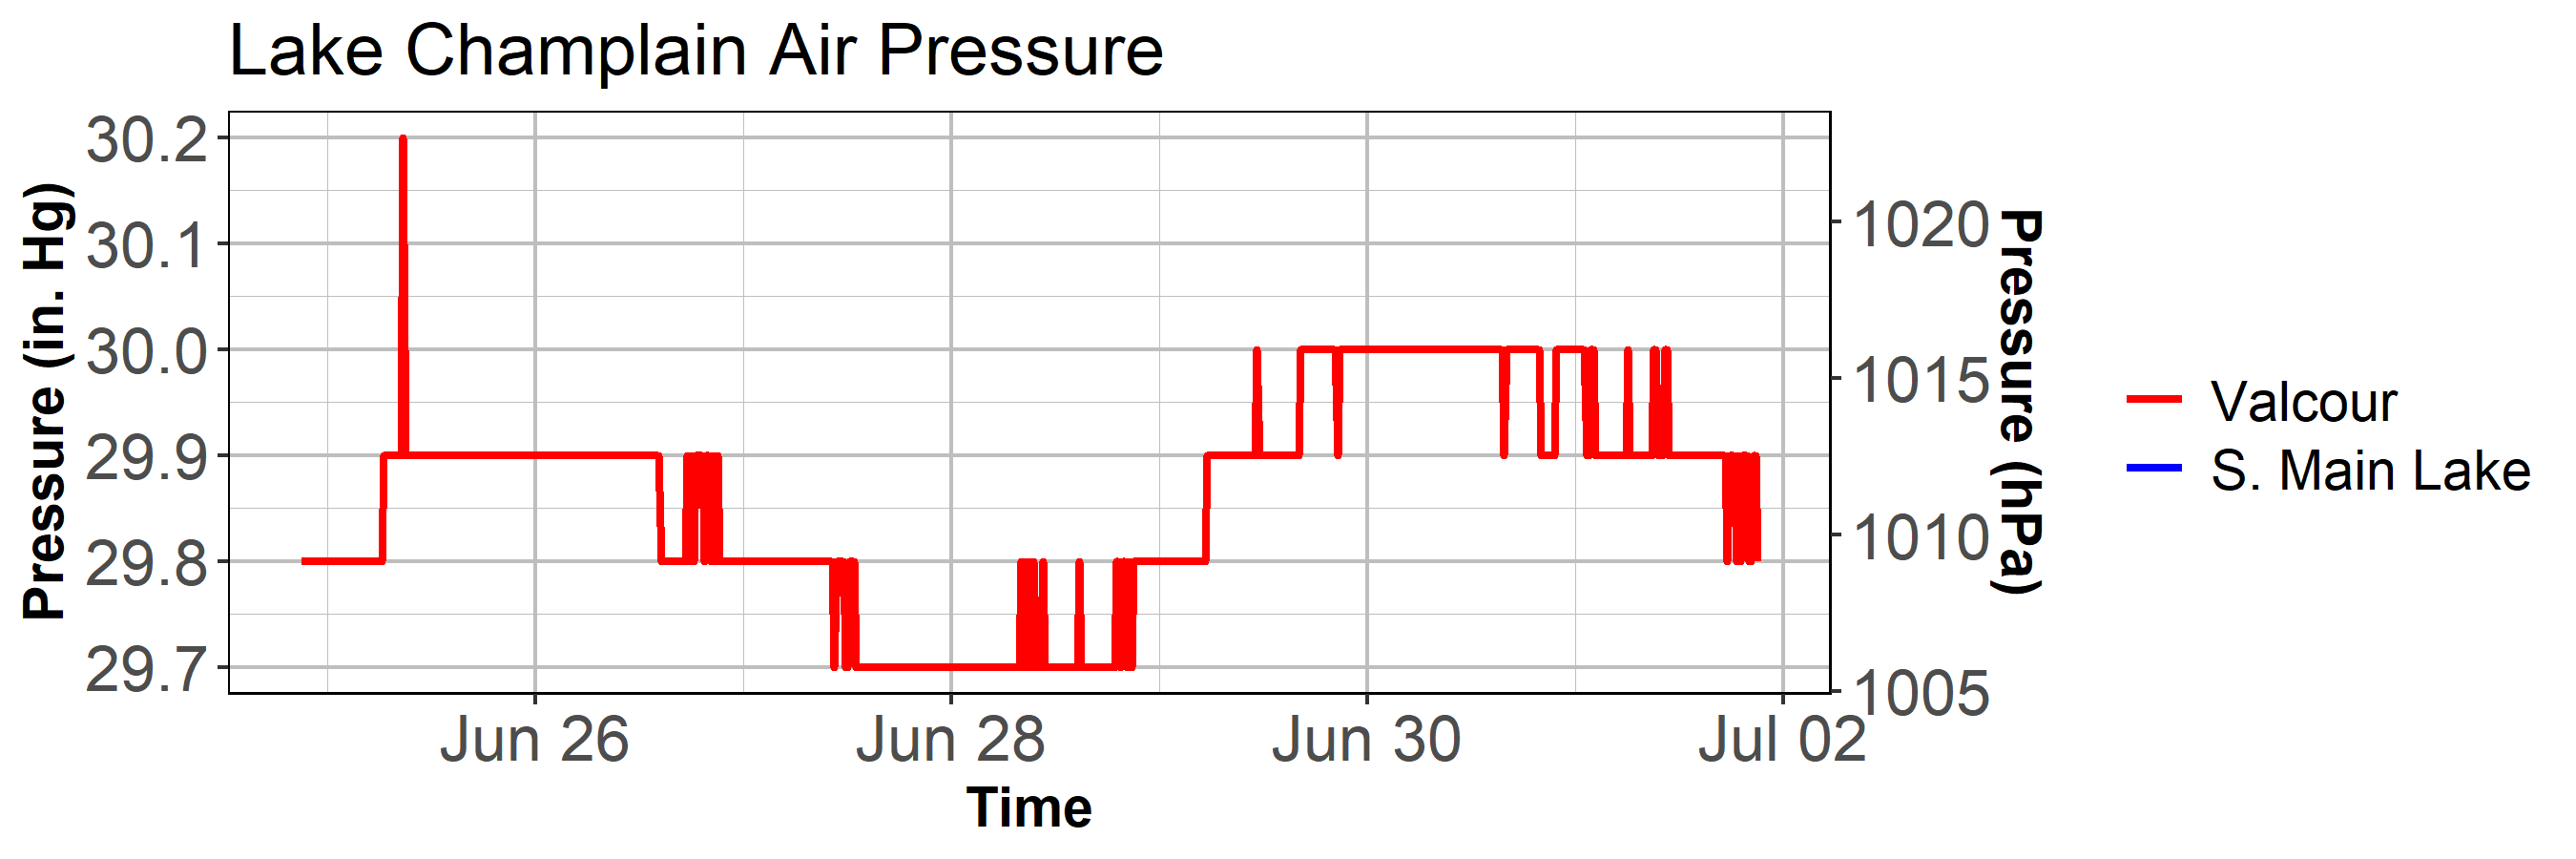 Lake Champlain Air Pressure
Pressure (in. Hg)
30.2
30.1
30.0
29.9
29.8
29.7
1020
1015
1010
1005
Pressure (hPa)
Jun 26
Jun 28
Jun 30
Jul 02
Time
Valcour
S. Main Lake